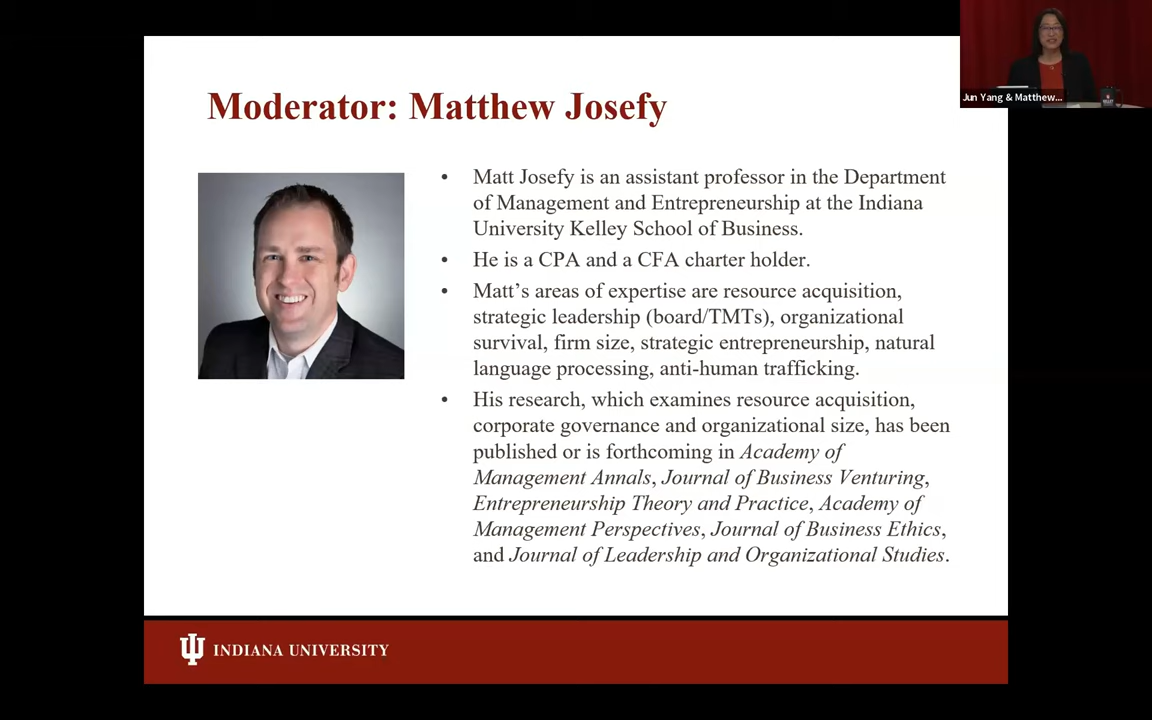 Moderator: Matthew Josefy
Jun Yang & Matthew...
• Matt Josefy is an assistant professor in the Department
of Management and Entrepreneurship at the Indiana
University Kelley School of Business.
• He is a CPA and a CFA charter holder.
• Matt’s areas of expertise are resource acquisition,
strategic leadership (board/TMTs), organizational
survival, firm size, strategic entrepreneurship, natural
language processing, anti-human trafficking.
• His research, which examines resource acquisition,
corporate governance and organizational size, has been
published or is forthcoming in Academy of
Management Annals, Journal of Business Venturing,
Entrepreneurship Theory and Practice, Academy of
Management Perspectives, Journal of Business Ethics,
and Journal of Leadership and Organizational Studies.
INDIANA UNIVERSITY